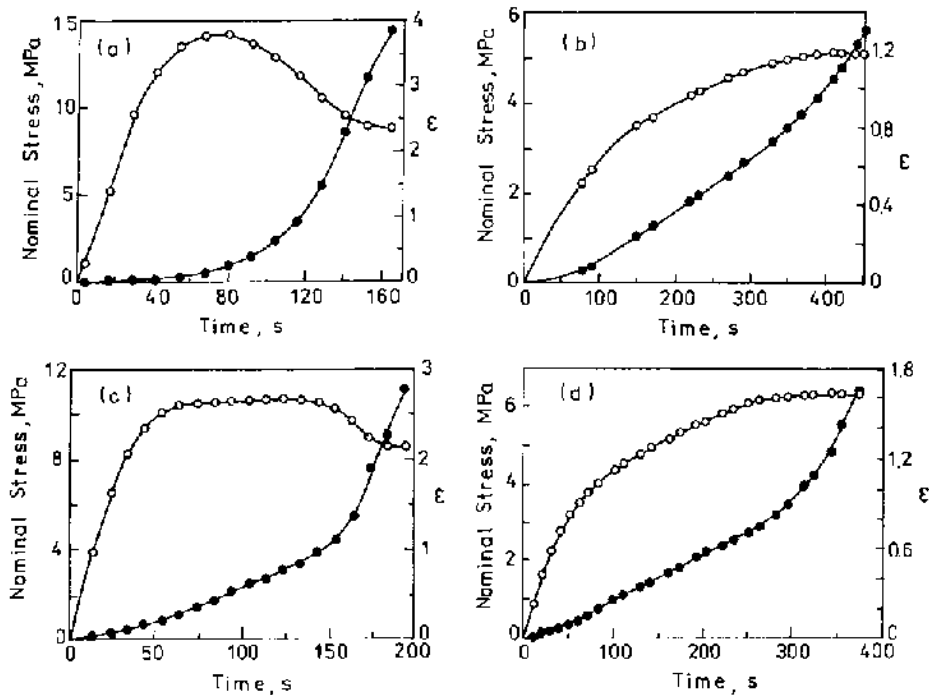 (a)
Nominal Stress, MPa
15
10
5
0
4
3
2
1
0
ε
0 40 80 120 160
Time, s
(b)
Nominal Stress, MPa
6
4
2
0
1.2
0.8
0.4
0
ε
0 100 200 300 400
Time, s
(c)
Nominal Stress, MPa
12
8
4
0
3
2
1
0
ε
0 50 100 150 200
Time, s
(d)
Nominal Stress, MPa
6
4
2
0
1.8
1.2
0.6
0
ε
0 100 200 300 400
Time, s